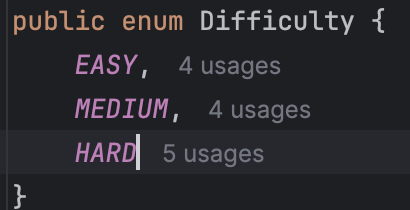 public enum Difficulty {
EASY, 4 usages
MEDIUM, 4 usages
HARD 5 usages
}